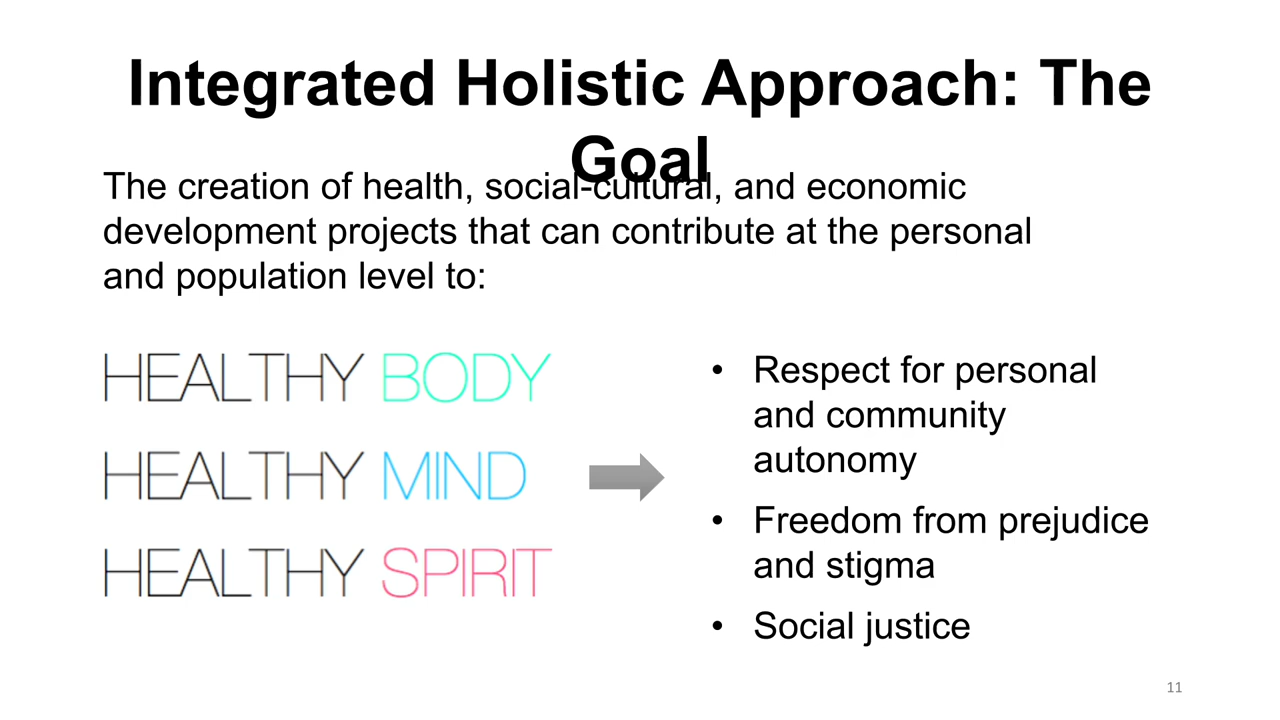 Integrated Holistic Approach: The
Goal
The creation of health, social-cultural, and economic
development projects that can contribute at the personal
and population level to:
HEALTHY BODY
HEALTHY MIND
HEALTHY SPIRIT
• Respect for personal
and community
autonomy
• Freedom from prejudice
and stigma
• Social justice
11